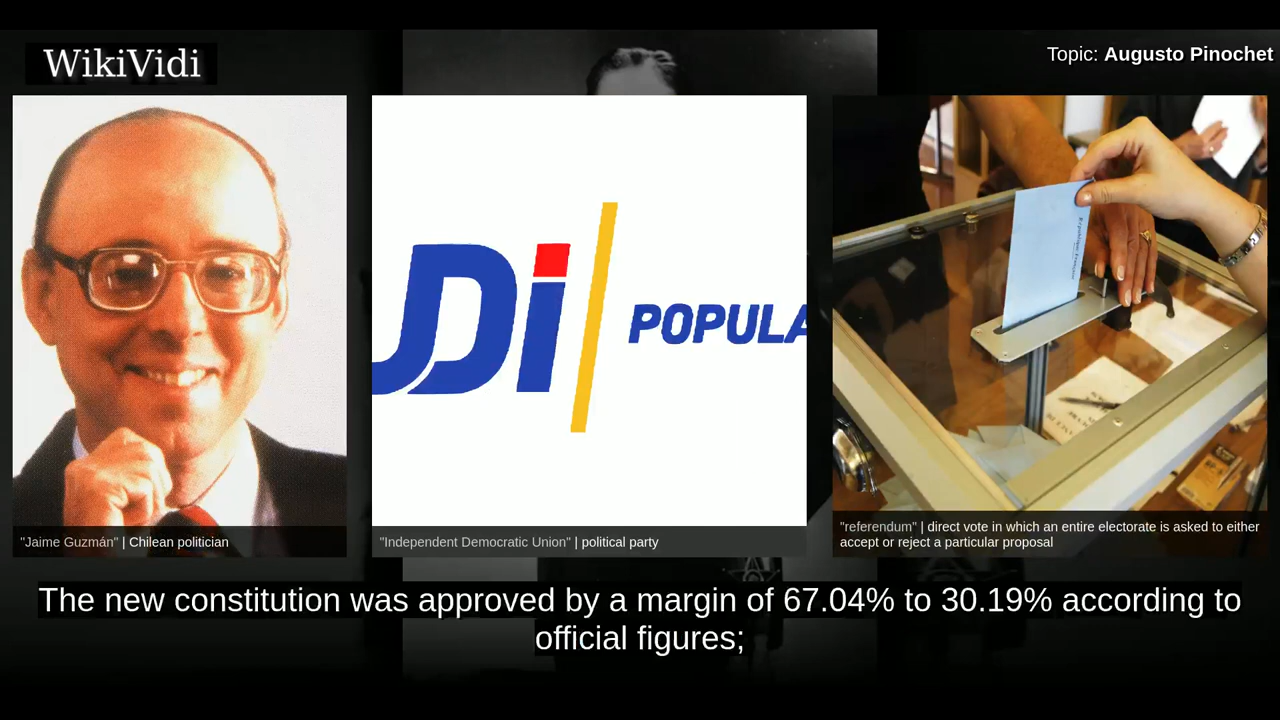 WikiVidi
Topic: Augusto Pinochet
UDi
POPULA
"Jaime Guzmán" | Chilean politician
"Independent Democratic Union" | political party
"referendum" | direct vote in which an entire electorate is asked to either
accept or reject a particular proposal
The new constitution was approved by a margin of 67.04% to 30.19% according to
official figures;